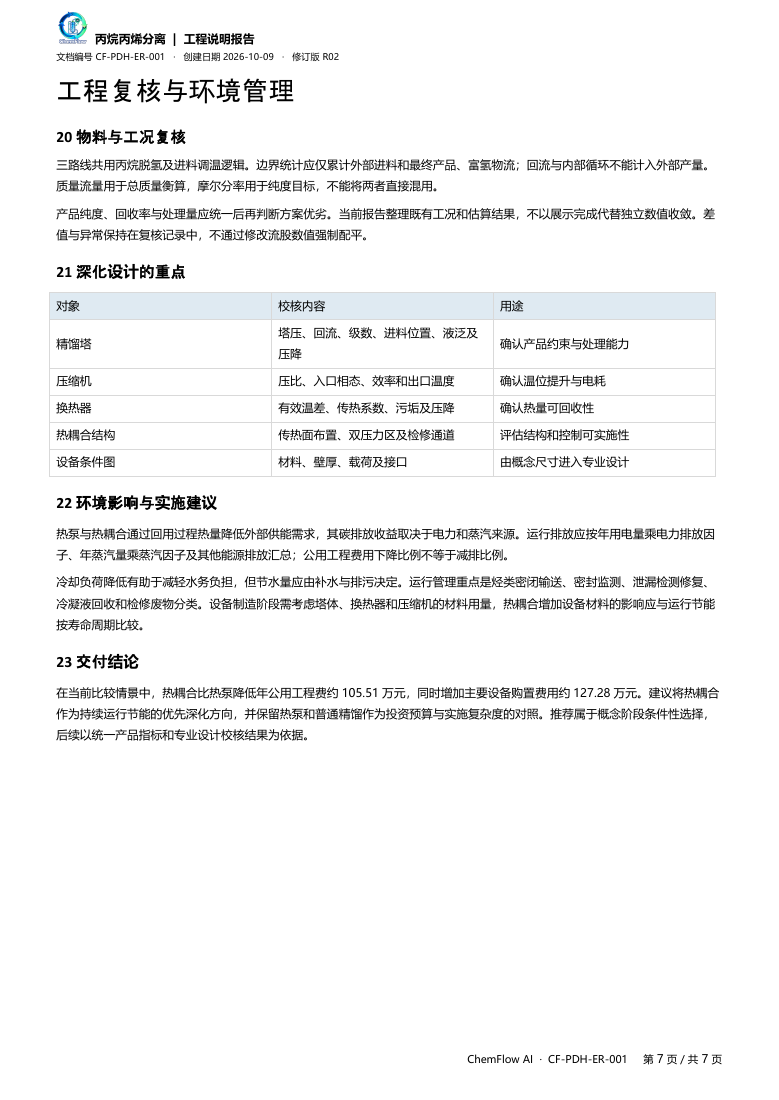 ChemFlow
丙烷丙烯分离 | 工程说明报告
文档编号 CF-PDH-ER-001 · 创建日期 2026-10-09 · 修订版 R02
工程复核与环境管理
20 物料与工况复核
三路线共用丙烷脱氢及进料调温逻辑。边界统计应仅累计外部进料和最终产品、富氢物流；回流与内部循环不能计入外部产量。
质量流量用于总质量衡算，摩尔分率用于纯度目标，不能将两者直接混用。
产品纯度、回收率与处理量应统一后再判断方案优劣。当前报告整理既有工况和估算结果，不以展示完成代替独立数值收敛。差
值与异常保持在复核记录中，不通过修改流股数值强制配平。
21 深化设计的重点
对象 校核内容 用途
精馏塔 塔压、回流、级数、进料位置、液泛及
压降 确认产品约束与处理能力
压缩机 压比、入口相态、效率和出口温度 确认温位提升与电耗
换热器 有效温差、传热系数、污垢及压降 确认热量可回收性
热耦合结构 传热面布置、双压力区及检修通道 评估结构和控制可实施性
设备条件图 材料、壁厚、载荷及接口 由概念尺寸进入专业设计
22 环境影响与实施建议
热泵与热耦合通过回用过程热量降低外部供能需求，其碳排放收益取决于电力和蒸汽来源。运行排放应按年用电量乘电力排放因
子、年蒸汽量乘蒸汽因子及其他能源排放汇总；公用工程费用下降比例不等于减排比例。
冷却负荷降低有助于减轻水务负担，但节水量应由补水与排污决定。运行管理重点是烃类密闭输送、密封监测、泄漏检测修复、
冷凝液回收和检修废物分类。设备制造阶段需考虑塔体、换热器和压缩机的材料用量，热耦合增加设备材料的影响应与运行节能
按寿命周期比较。
23 交付结论
在当前比较情景中，热耦合比热泵降低年公用工程费约 105.51 万元，同时增加主要设备购置费用约 127.28 万元。建议将热耦合
作为持续运行节能的优先深化方向，并保留热泵和普通精馏作为投资预算与实施复杂度的对照。推荐属于概念阶段条件性选择，
后续以统一产品指标和专业设计校核结果为依据。
ChemFlow AI · CF-PDH-ER-001 第 7 页 / 共 7 页